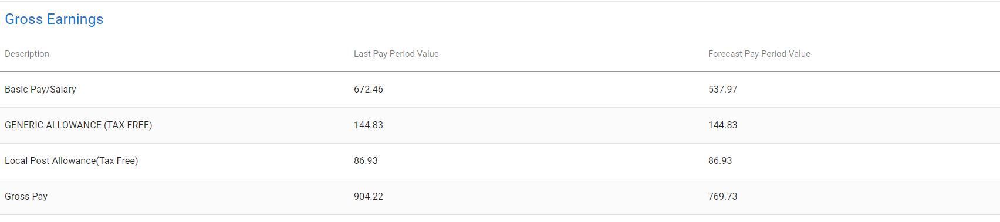 Gross Earnings
Description Last Pay Period Value Forecast Pay Period Value
Basic Pay/Salary 672.46 537.97
GENERIC ALLOWANCE (TAX FREE) 144.83 144.83
Local Post Allowance(Tax Free) 86.93 86.93
Gross Pay 904.22 769.73